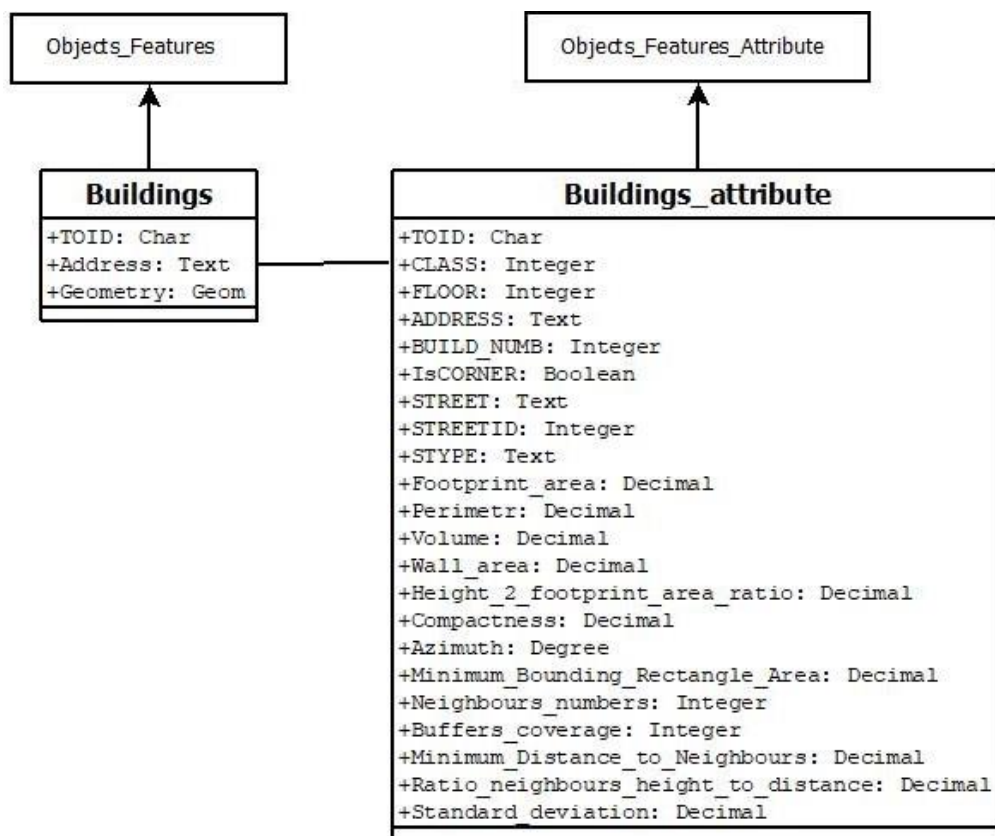 Objects_Features
Objects_Features_Attribute
Buildings
+TOID: Char
+Address: Text
+Geometry: Geom
Buildings_attribute
+TOID: Char
+CLASS: Integer
+FLOOR: Integer
+ADDRESS: Text
+BUILD_NUMB: Integer
+IsCORNER: Boolean
+STREET: Text
+STREETID: Integer
+STYPE: Text
+Footprint_area: Decimal
+Perimetr: Decimal
+Volume: Decimal
+Wall_area: Decimal
+Height_2_footprint_area_ratio: Decimal
+Compactness: Decimal
+Azimuth: Degree
+Minimum_Bounding_Rectangle_Area: Decimal
+Neighbours_numbers: Integer
+Buffers_coverage: Integer
+Minimum_Distance_to_Neighbours: Decimal
+Ratio_neighbours_height_to_distance: Decimal
+Standard_deviation: Decimal